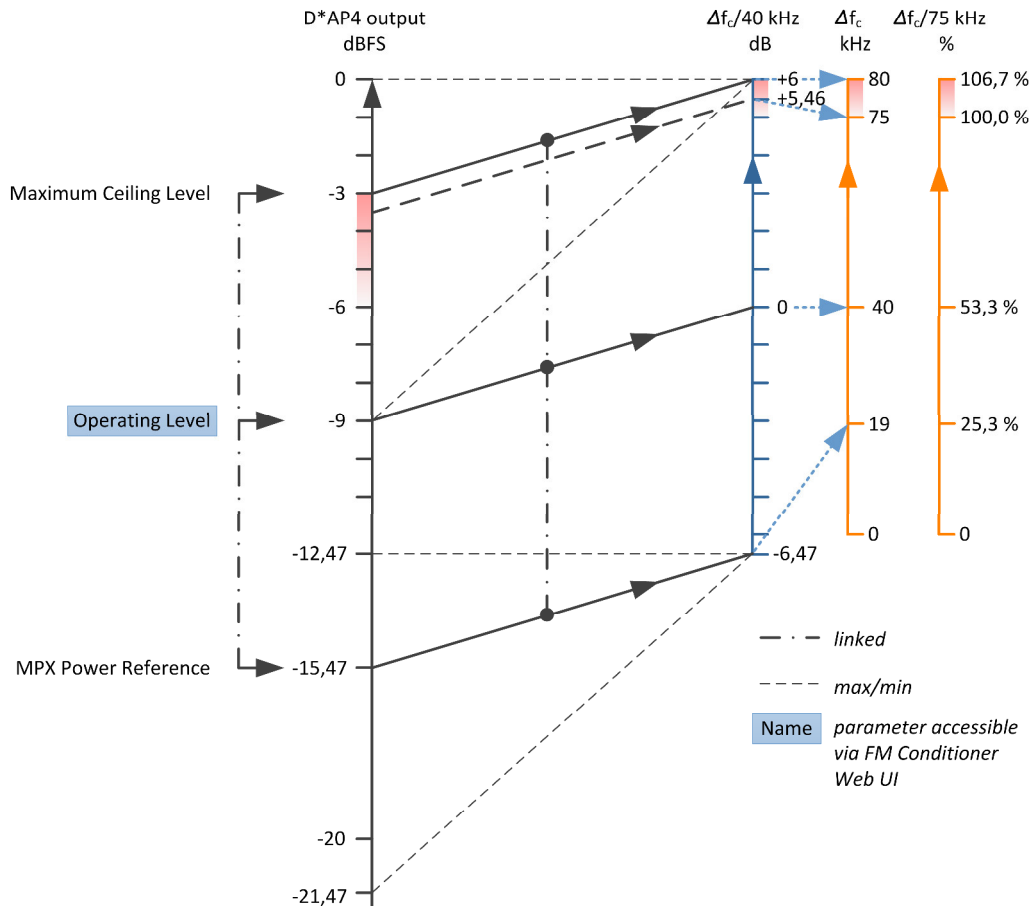 D*AP4 output
dBFS
Δfc/40 kHz
dB
Δfc
kHz
Δfc/75 kHz
%
0
+6
80
106,7 %
+5,46
75
100,0 %
Maximum Ceiling Level
-3
-6
0
40
53,3 %
Operating Level
-9
19
25,3 %
0
0
-12,47
-6,47
MPX Power Reference
-15,47
linked
max/min
Name
parameter accessible
via FM Conditioner
Web UI
-20
-21,47